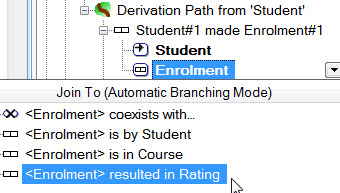 Derivation Path from 'Student'
Student#1 made Enrolment#1
Student
Enrolment
Join To (Automatic Branching Mode)
<Enrolment> coexists with...
<Enrolment> is by Student
<Enrolment> is in Course
<Enrolment> resulted in Rating